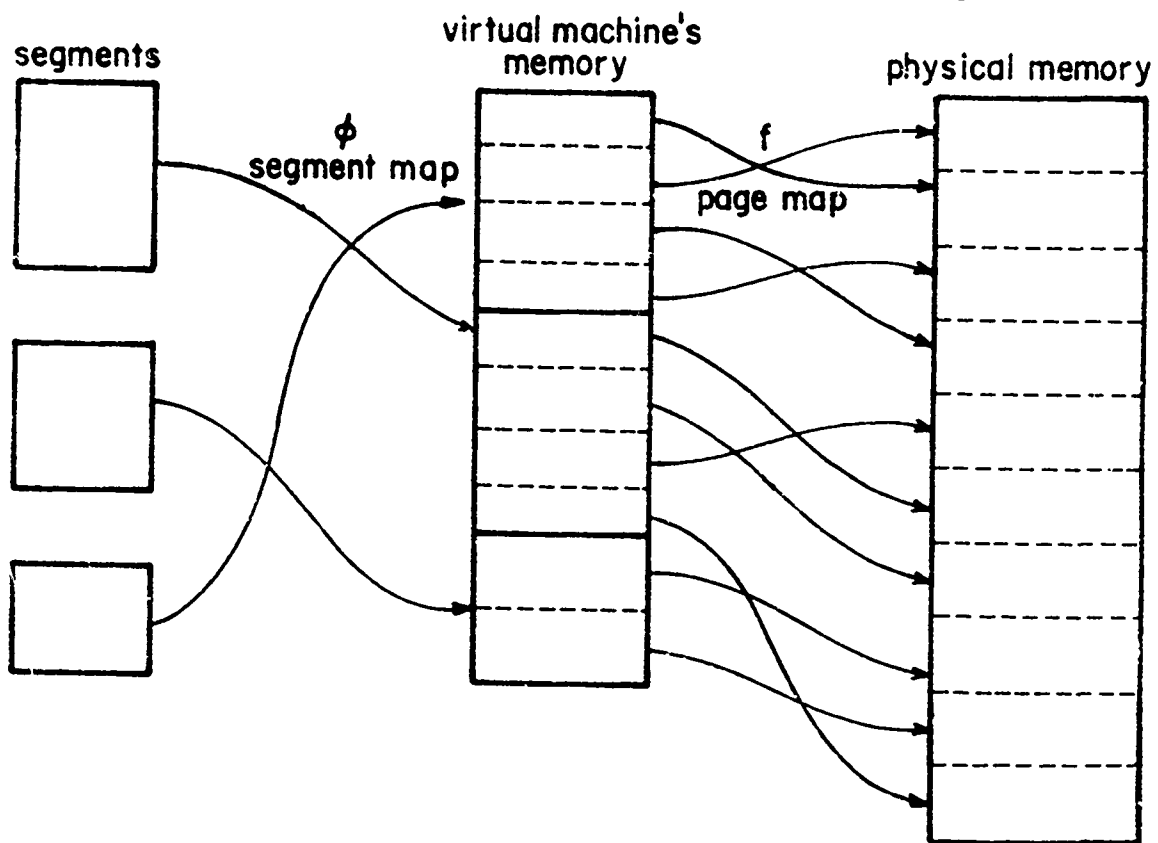 segments
virtual machine's
memory
physical memory
ϕ
segment map
f
page map